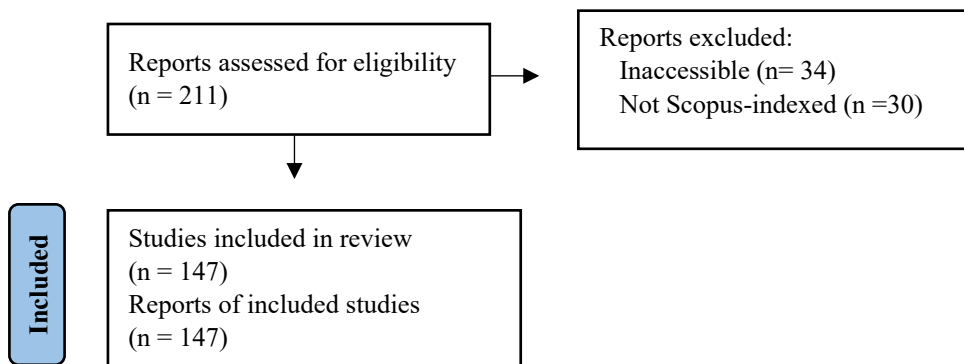 Reports assessed for eligibility
(n = 211)
Reports excluded:
Inaccessible (n= 34)
Not Scopus-indexed (n =30)
Included
Studies included in review
(n = 147)
Reports of included studies
(n = 147)